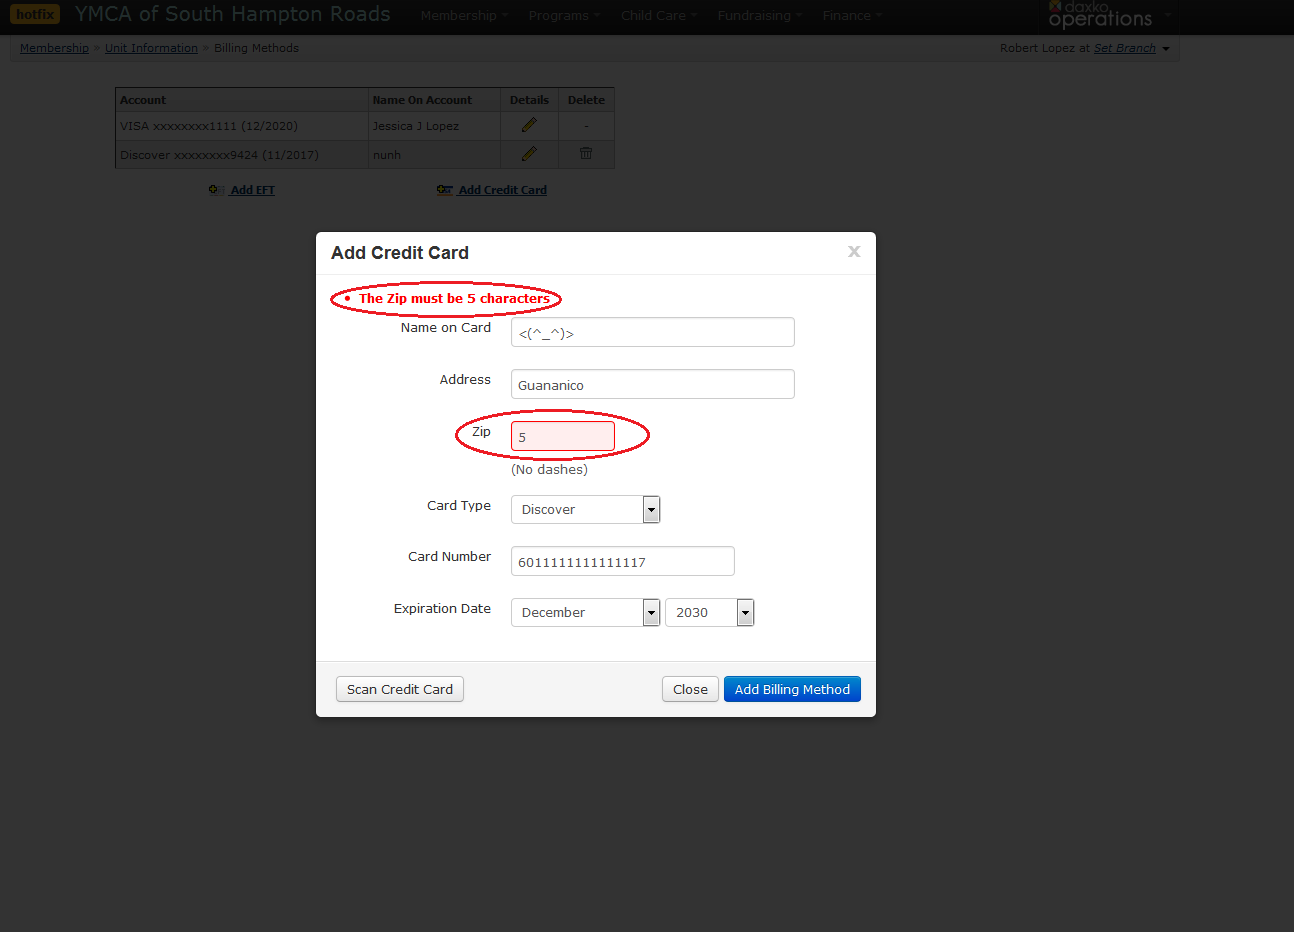 hotfix YMCA of South Hampton Roads Membership Programs Child Care Fundraising Finance daxko operations
Membership » Unit Information » Billing Methods Robert Lopez at Set Branch
Account Name On Account Details Delete
VISA xxxxxxxx1111 (12/2020) Jessica J Lopez -
Discover xxxxxxxx9424 (11/2017) nunh
Add EFT Add Credit Card
Add Credit Card x
• The Zip must be 5 characters
Name on Card <(^_^)>
Address Guananico
Zip 5
(No dashes)
Card Type Discover
Card Number 6011111111111117
Expiration Date December 2030
Scan Credit Card Close Add Billing Method